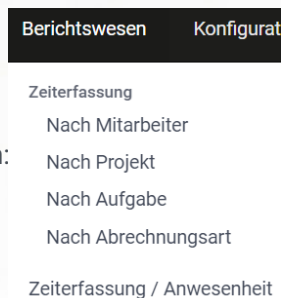 Berichtswesen Konfigurat
Zeiterfassung
Nach Mitarbeiter
:
Nach Projekt
Nach Aufgabe
Nach Abrechnungsart
Zeiterfassung / Anwesenheit